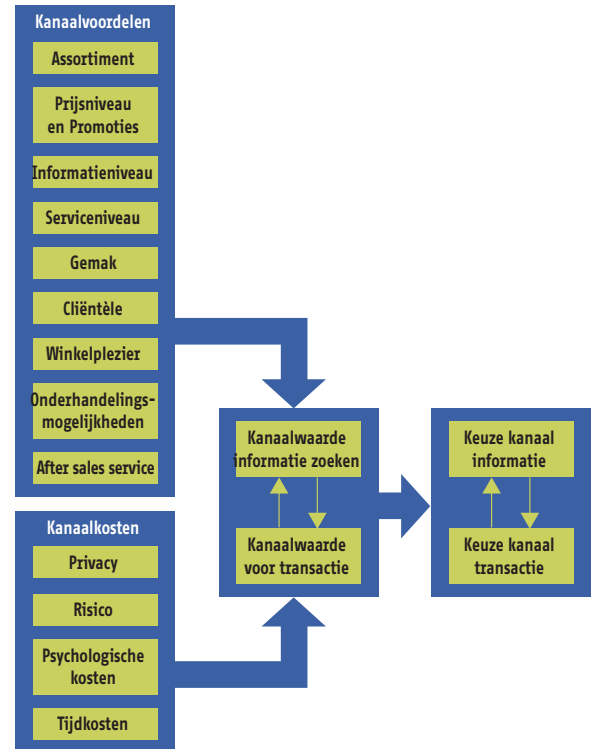 Kanaalvoordelen
Assortiment
Prijsniveau
en Promoties
Informatieniveau
Serviceniveau
Gemak
Cliëntèle
Winkelplezier
Onderhandelings-
mogelijkheden
After sales service
Kanaalkosten
Privacy
Risico
Psychologische
kosten
Tijdkosten
Kanaalwaarde
informatie zoeken
Kanaalwaarde
voor transactie
Keuze kanaal
informatie
Keuze kanaal
transactie